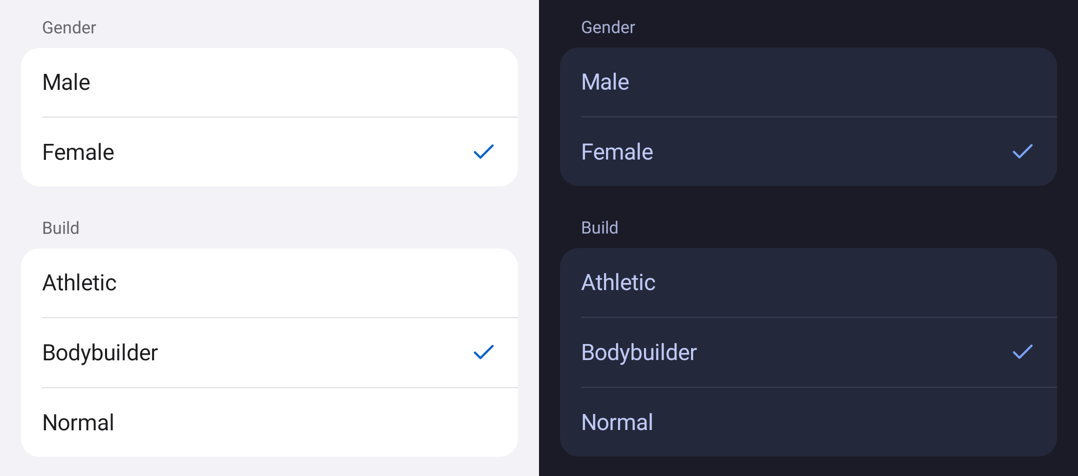 Gender
Male
Female
Build
Athletic
Bodybuilder
Normal
Gender
Male
Female
Build
Athletic
Bodybuilder
Normal